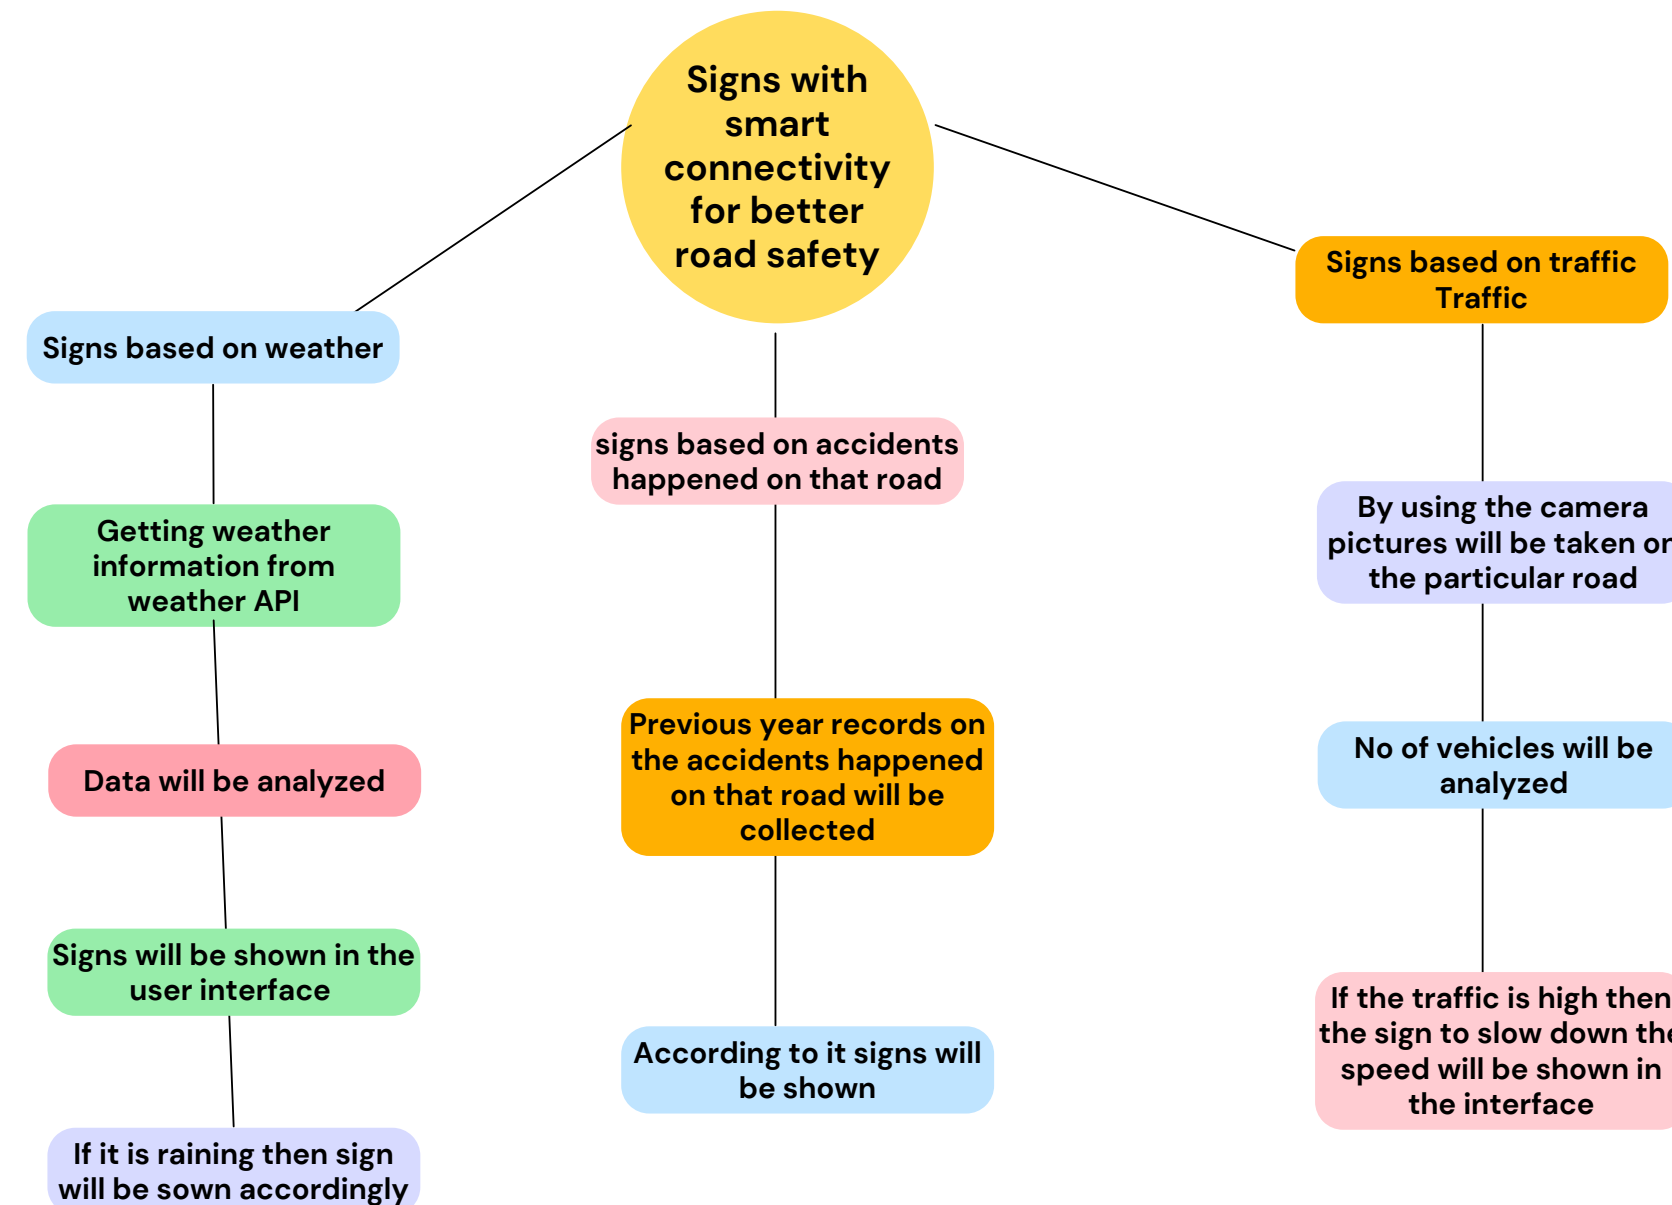 Signs with
smart
connectivity
for better
road safety
Signs based on weather
Getting weather
information from
weather API
Data will be analyzed
Signs will be shown in the
user interface
If it is raining then sign
will be sown accordingly
signs based on accidents
happened on that road
Previous year records on
the accidents happened
on that road will be
collected
According to it signs will
be shown
Signs based on traffic
Traffic
By using the camera
pictures will be taken on
the particular road
No of vehicles will be
analyzed
If the traffic is high then
the sign to slow down the
speed will be shown in
the interface